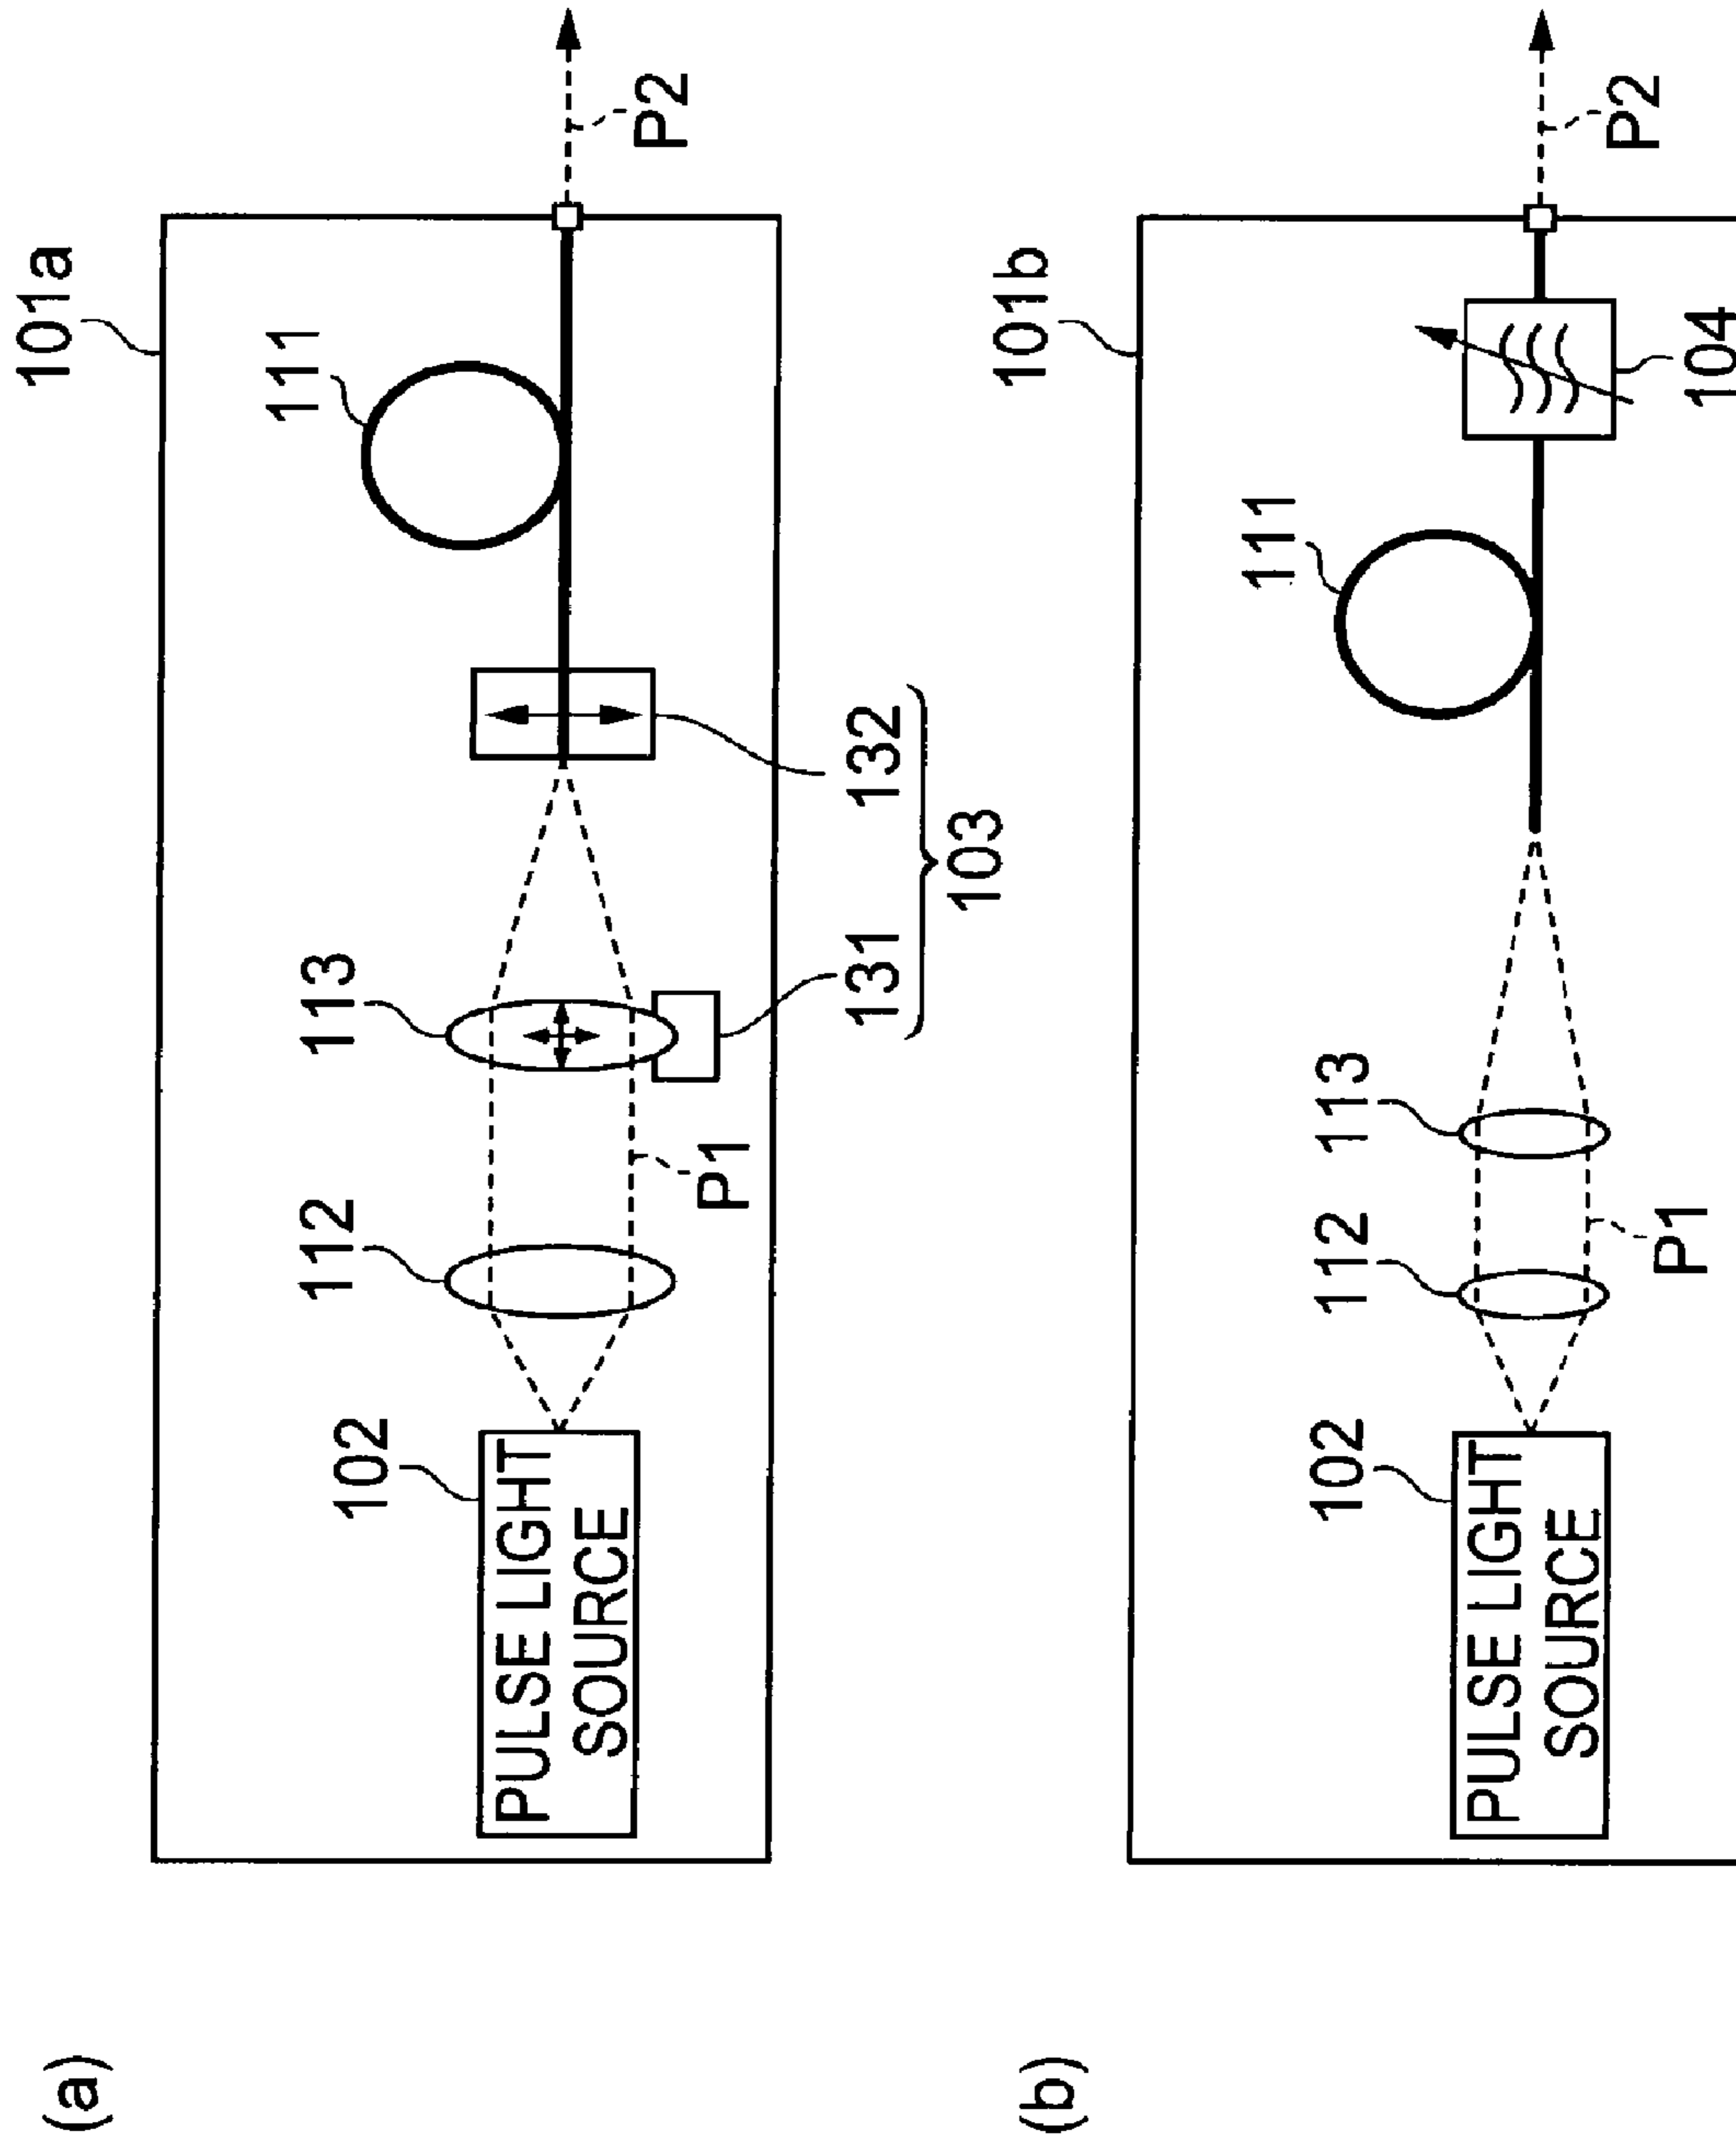 (a)
101a
111
112
113
102
PULSE LIGHT
SOURCE
P2
P1
131
132
103
(b)
101b
111
102
112
113
PULSE LIGHT
SOURCE
P2
P1
104